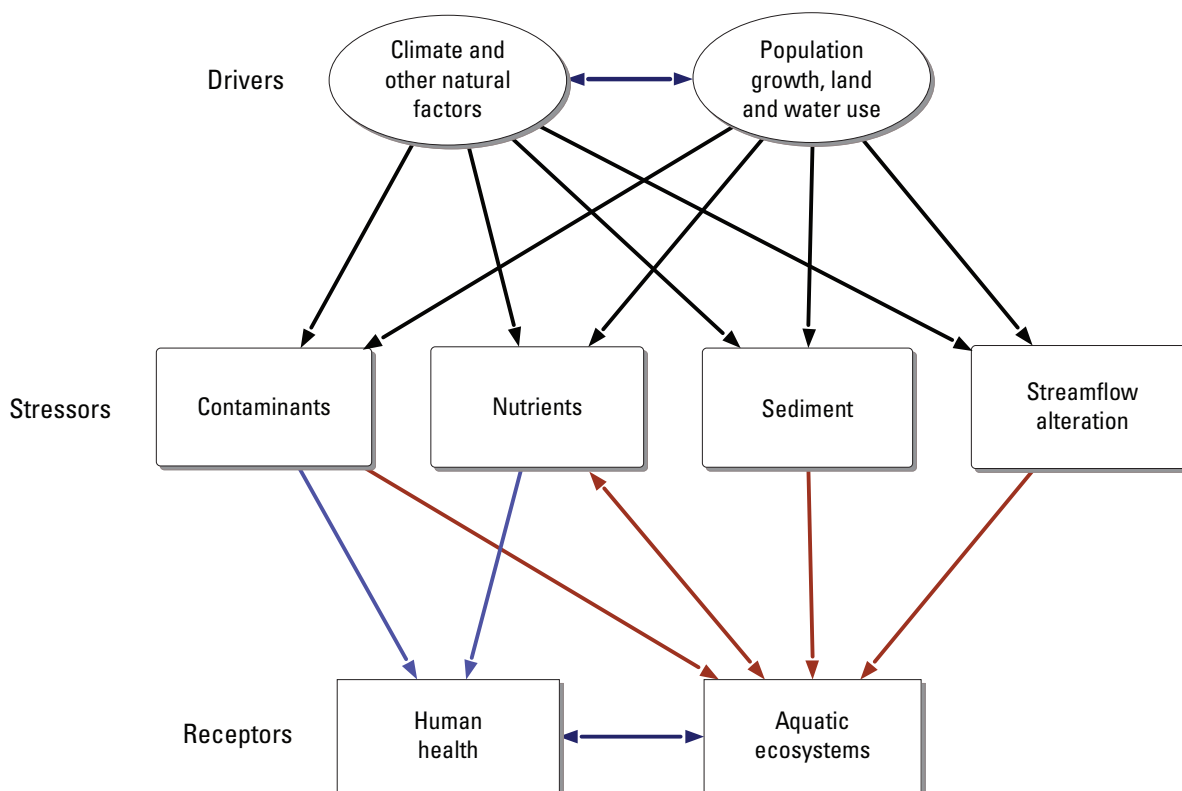 Drivers
Climate and
other natural
factors
Population
growth, land
and water use
Stressors
Contaminants
Nutrients
Sediment
Streamflow
alteration
Receptors
Human
health
Aquatic
ecosystems